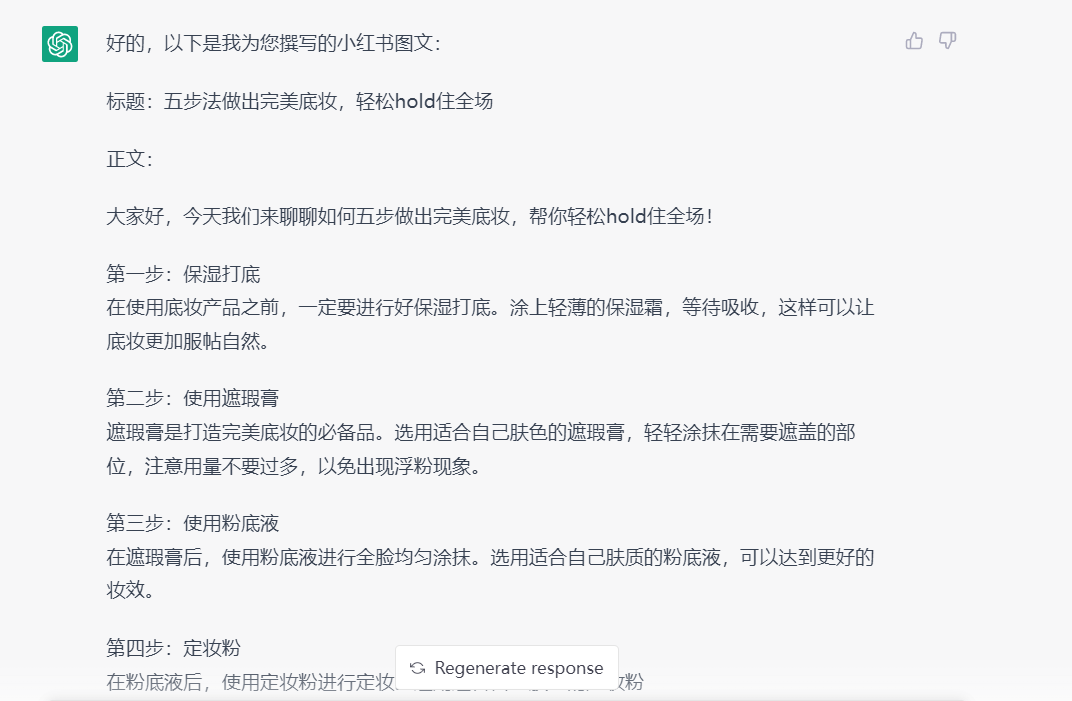 好的，以下是我为您撰写的小红书图文：
标题：五步法做出完美底妆，轻松hold住全场
正文：
大家好，今天我们来聊聊如何五步做出完美底妆，帮你轻松hold住全场！
第一步：保湿打底
在使用底妆产品之前，一定要进行好保湿打底。涂上轻薄的保湿霜，等待吸收，这样可以让
底妆更加服帖自然。
第二步：使用遮瑕膏
遮瑕膏是打造完美底妆的必备品。选用适合自己肤色的遮瑕膏，轻轻涂抹在需要遮盖的部
位，注意用量不要过多，以免出现浮粉现象。
第三步：使用粉底液
在遮瑕膏后，使用粉底液进行全脸均匀涂抹。选用适合自己肤质的粉底液，可以达到更好的
妆效。
第四步：定妆粉
Regenerate response
在粉底液后，使用定妆粉进行定妆
妆粉